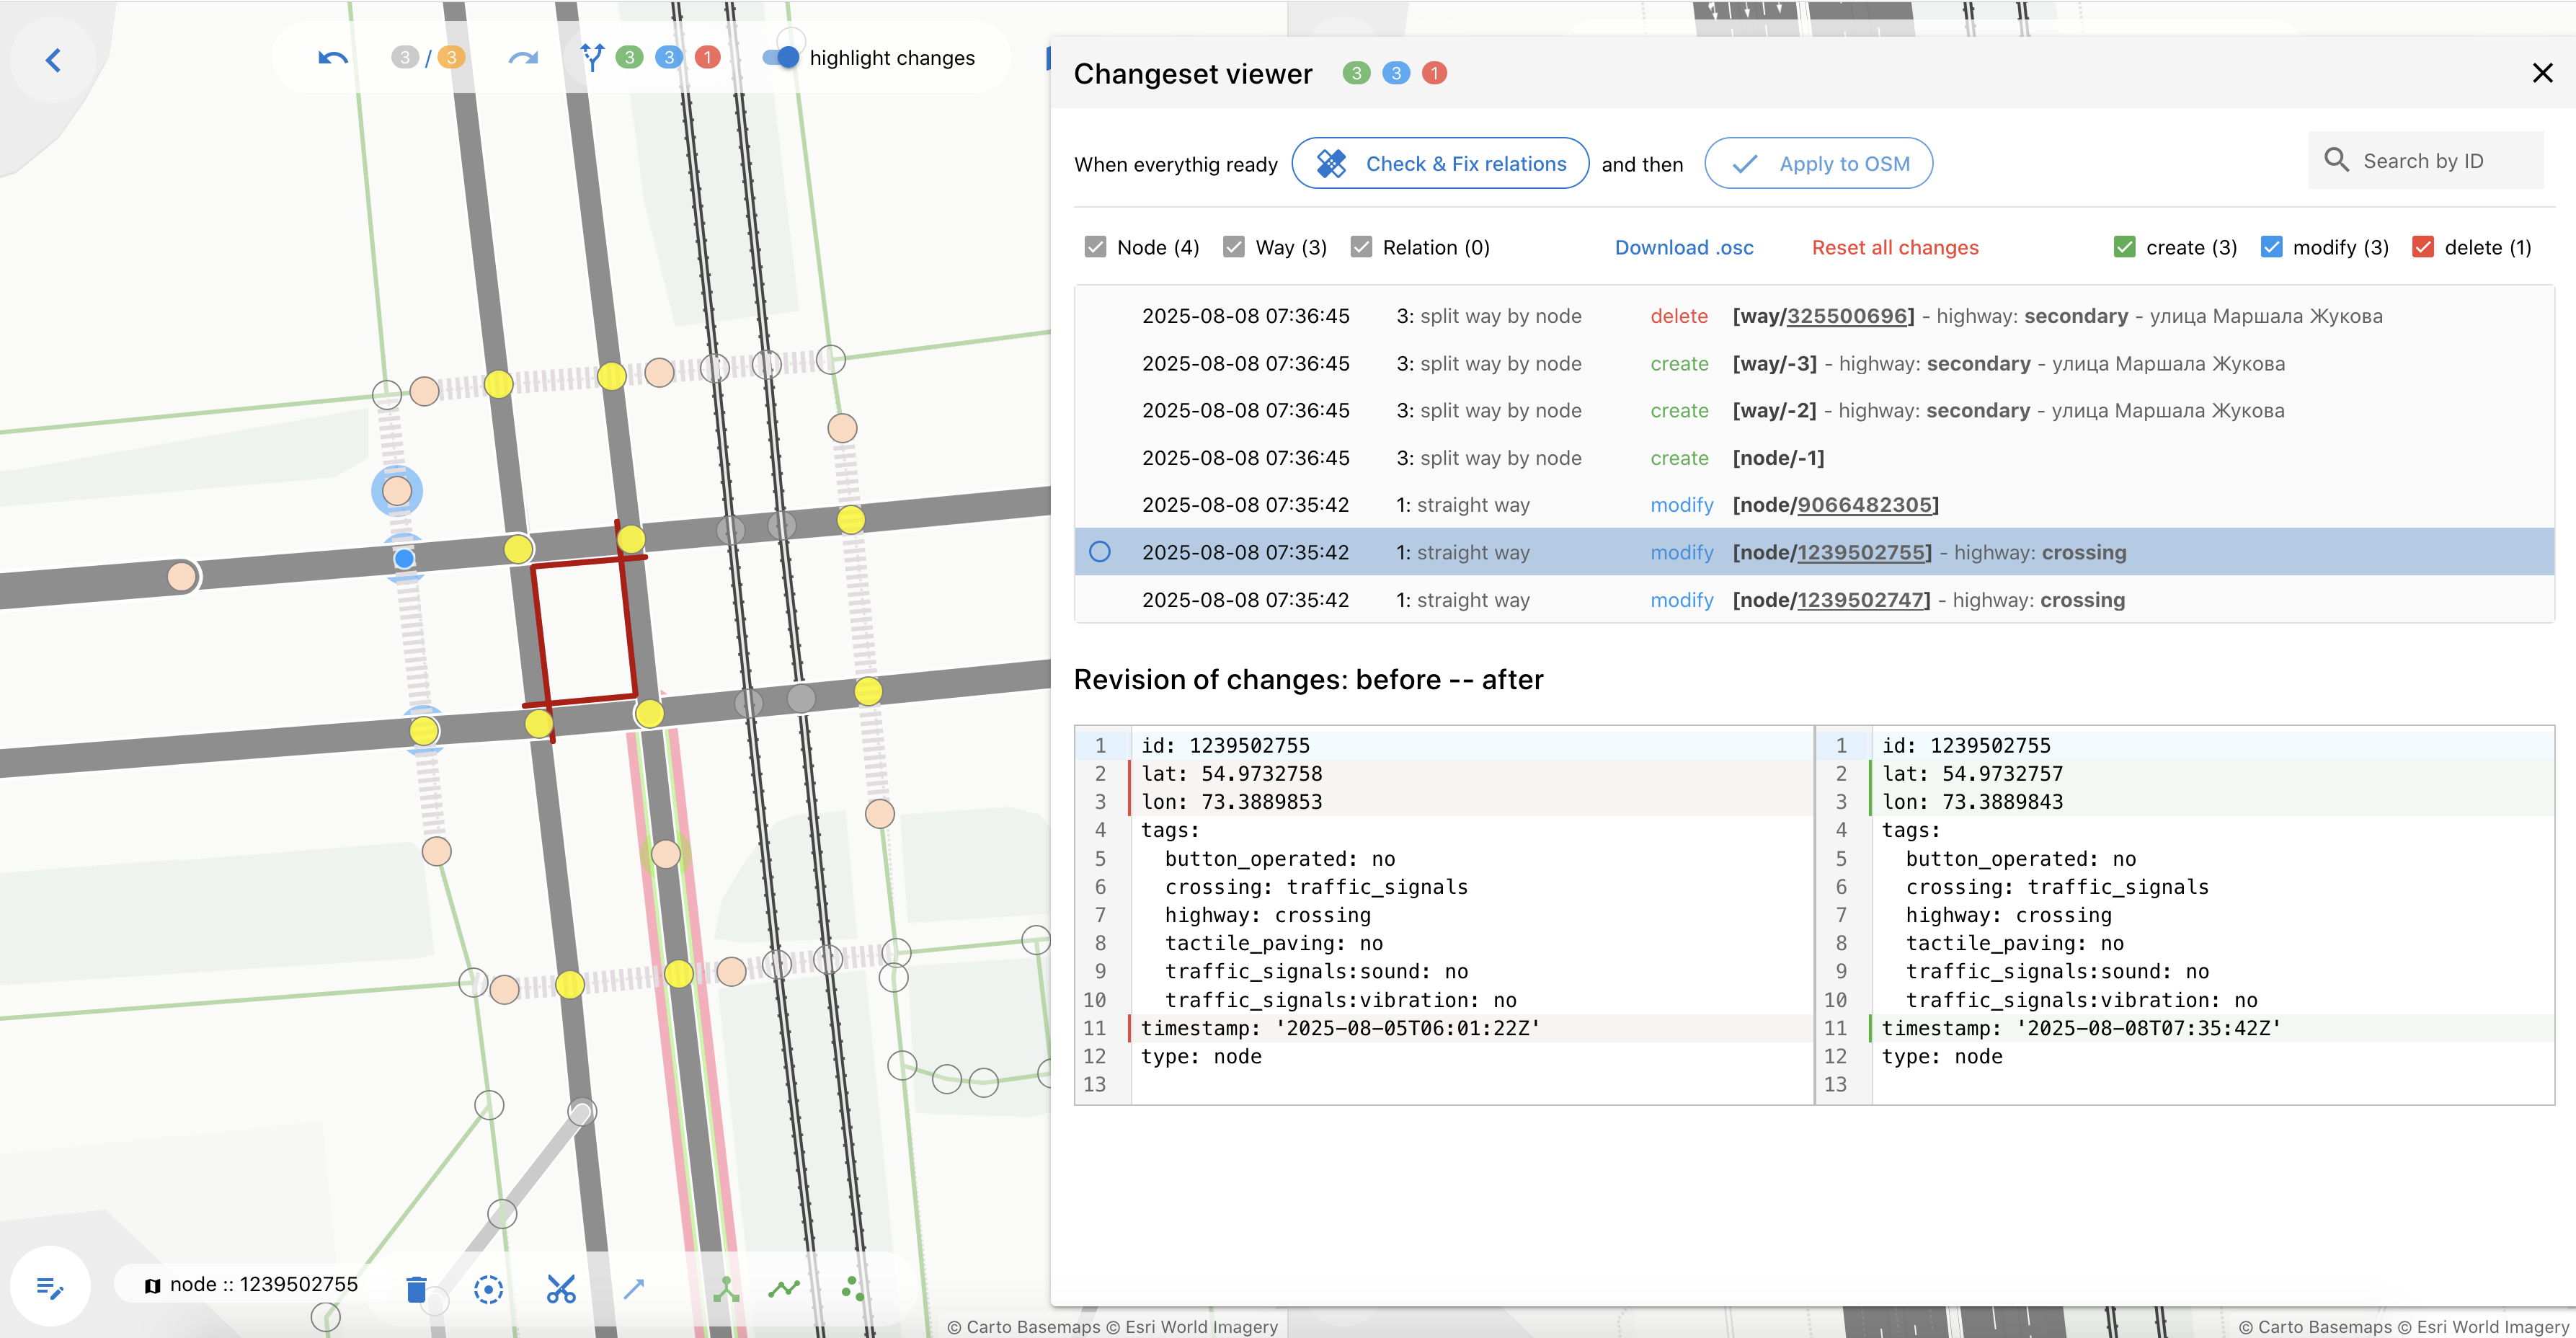 3 / 3
3 3 1
highlight changes
Changeset viewer 3 3 1
When everythig ready Check & Fix relations and then Apply to OSM
Search by ID
Node (4) Way (3) Relation (0) Download .osc Reset all changes create (3) modify (3) delete (1)
2025-08-08 07:36:45 3: split way by node delete [way/325500696] - highway: secondary - улица Маршала Жукова
2025-08-08 07:36:45 3: split way by node create [way/-3] - highway: secondary - улица Маршала Жукова
2025-08-08 07:36:45 3: split way by node create [way/-2] - highway: secondary - улица Маршала Жукова
2025-08-08 07:36:45 3: split way by node create [node/-1]
2025-08-08 07:35:42 1: straight way modify [node/9066482305]
2025-08-08 07:35:42 1: straight way modify [node/1239502755] - highway: crossing
2025-08-08 07:35:42 1: straight way modify [node/1239502747] - highway: crossing
Revision of changes: before -- after
1 id: 1239502755
2 lat: 54.9732758
3 lon: 73.3889853
4 tags:
5 button_operated: no
6 crossing: traffic_signals
7 highway: crossing
8 tactile_paving: no
9 traffic_signals:sound: no
10 traffic_signals:vibration: no
11 timestamp: '2025-08-05T06:01:22Z'
12 type: node
13
1 id: 1239502755
2 lat: 54.9732757
3 lon: 73.3889843
4 tags:
5 button_operated: no
6 crossing: traffic_signals
7 highway: crossing
8 tactile_paving: no
9 traffic_signals:sound: no
10 traffic_signals:vibration: no
11 timestamp: '2025-08-08T07:35:42Z'
12 type: node
13
node :: 1239502755
© Carto Basemaps © Esri World Imagery
© Carto Basemaps © Esri World Imagery